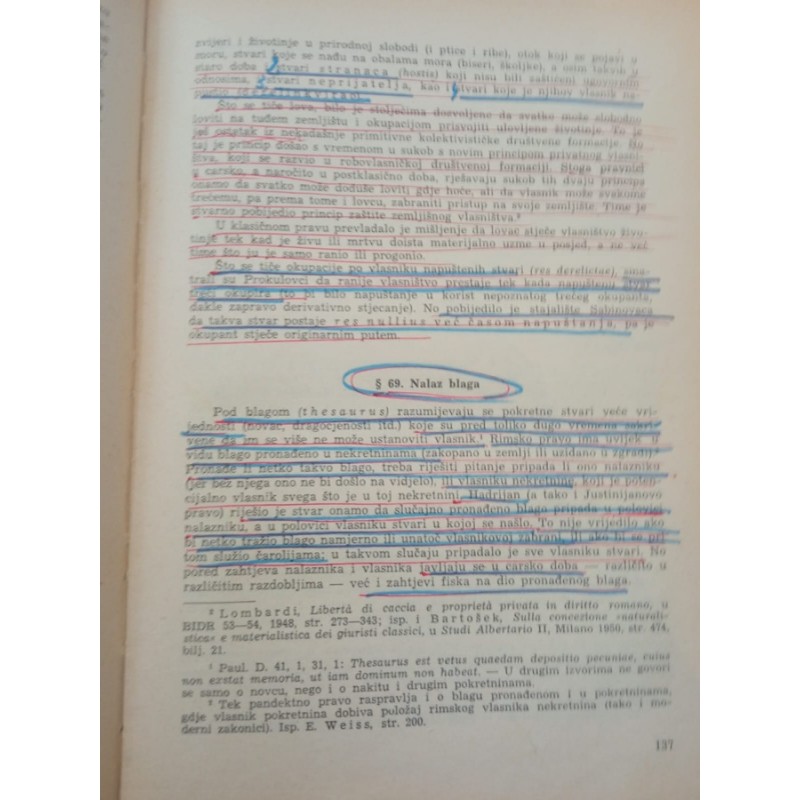 zvijeri i životinje u prirodnoj slobodi (i ptice i ribe), otok koji se pojavi u
moru, stvari koje se nađu na obalama mora (biseri, školjke), a osim takvih u
staro doba 2 stvari stranaca (hostis) koji nisu bili zaštićeni ugovornim
odnosima, 3 stvari neprijatelja, kao i 4 stvari koje je njihov vlasnik na-
pustio (derelinquirao).
Što se tiče lova, bilo je stoljećima dozvoljeno da svatko može slobodno
loviti na tuđem zemljištu i okupacijom prisvojiti ulovljene životinje. To je
još ostatak iz nekadašnje primitivne kolektivističke društvene formacije. No
taj je princip došao s vremenom u sukob s novim principom privatnog vlasni-
štva, koji se razvio u robovlasničkoj društvenoj formaciji. Stoga pravnici
u carsko, a naročito u postklasično doba, rješavaju sukob tih dvaju principa
onamo da svatko može doduše loviti gdje hoće, ali da vlasnik može svakome
trećemu, pa prema tome i lovcu, zabraniti pristup na svoje zemljište. Time je
stvarno pobijedio princip zaštite zemljišnog vlasništva.⁸
U klasičnom pravu prevladalo je mišljenje da lovac stječe vlasništvo živo-
tinje tek kad je živu ili mrtvu doista materijalno uzme u posjed, a ne već
time što ju je samo ranio ili progonio.
Što se tiče okupacije po vlasniku napuštenih stvari (res derelictae), sma-
trali su Prokulovci da ranije vlasništvo prestaje tek kada napuštenu stvar
treći okupira (to bi bilo napuštanje u korist nepoznatog trećeg okupanta,
dakle zapravo derivativno stjecanje). No pobijedilo je stajalište Sabinovaca
da takva stvar postaje res nullius već časom napuštanja, pa je
okupant stječe originarnim putem.
§ 69. Nalaz blaga
Pod blagom (thesaurus) razumijevaju se pokretne stvari veće vri-
jednosti (novac, dragocjenosti itd.) koje su pred toliko dugo vremena sakri-
vene da im se više ne može ustanoviti vlasnik.¹ Rimsko pravo ima uvijek u
vidu blago pronađeno u nekretninama (zakopano u zemlji ili uzidano u zgradi).²
Pronađe li netko takvo blago, treba riješiti pitanje pripada li ono nalazniku
(jer bez njega ono ne bi došlo na vidjelo), ili vlasniku nekretnine, koji je poten-
cijalno vlasnik svega što je u toj nekretnini. Hadrijan (a tako i Justinijanovo
pravo) riješio je stvar onamo da slučajno pronađeno blago pripada u polovici
nalazniku, a u polovici vlasniku stvari u kojoj se našlo. To nije vrijedilo ako
bi netko tražio blago namjerno ili unatoč vlasnikovoj zabrani, ili ako bi se pri
tom služio čarolijama; u takvom slučaju pripadalo je sve vlasniku stvari. No
pored zahtjeva nalaznika i vlasnika javljaju se u carsko doba — različito u
različitim razdobljima — već i zahtjevi fiska na dio pronađenog blaga.
⁸ Lombardi, Libertà di caccia e proprietà privata in diritto romano, u
BIDR 53—54, 1948, str. 273—343; isp. i Bartošek, Sulla concezione »naturali-
stica« e materialistica dei giuristi classici, u Studi Albertario II, Milano 1950, str. 474,
bilj. 21.
¹ Paul. D. 41, 1, 31, 1: Thesaurus est vetus quaedam depositio pecuniae, cuius
non exstat memoria, ut iam dominum non habeat. — U drugim izvorima ne govori
se samo o novcu, nego i o nakitu i drugim pokretninama.
² Tek pandektno pravo raspravlja i o blagu pronađenom i u pokretninama,
gdje vlasnik pokretnina dobiva položaj rimskog vlasnika nekretnina (tako i mo-
derni zakonici). Isp. E. Weiss, str. 200.
137